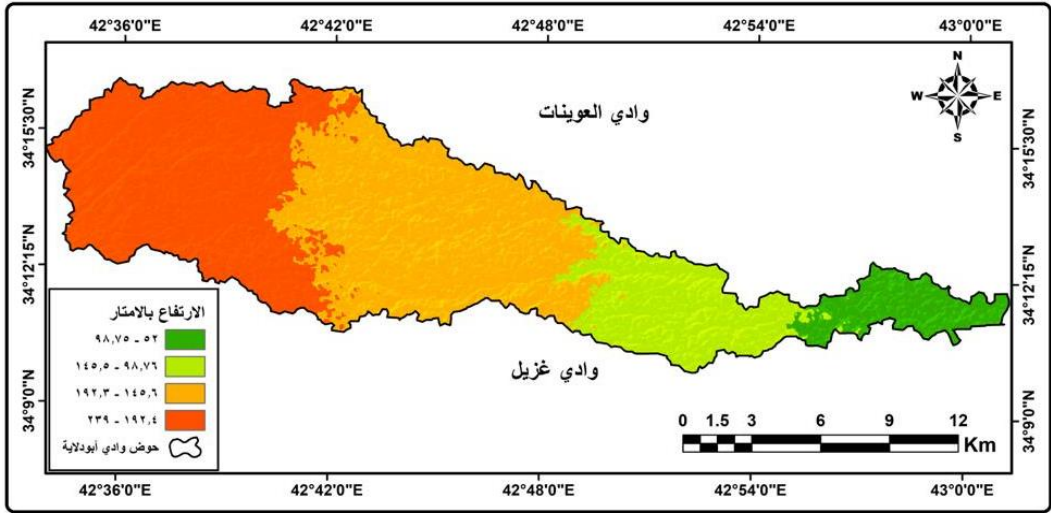 42°36'0"E 42°42'0"E 42°48'0"E 42°54'0"E 43°0'0"E
N
W E
S
وادي العوينات
34°15'30"N 34°15'30"N
34°12'15"N 34°12'15"N
34°9'0"N 34°9'0"N
وادي غزيل
الارتفاع بالامتار
٥٢ - ٩٨,٧٥
٩٨,٧٦ - ١٤٥,٥
١٤٥,٦ - ١٩٢,٣
١٩٢,٤ - ٢٣٩
حوض وادي أبودلاية
0 1.5 3 6 9 12
Km
42°36'0"E 42°42'0"E 42°48'0"E 42°54'0"E 43°0'0"E